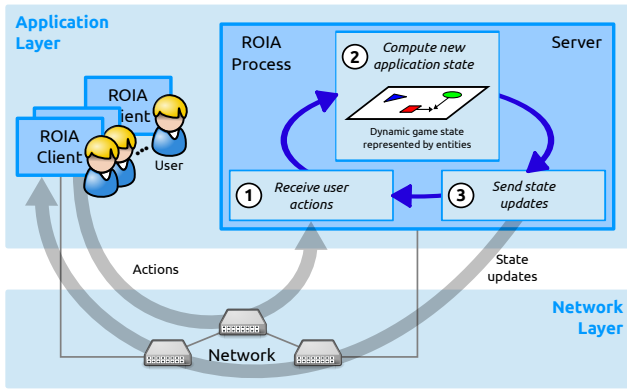 Application
Layer
ROIA
Client
ROIA
Client
User
ROIA
Process
Server
2
Compute new
application state
Dynamic game state
represented by entities
1
Receive user
actions
3
Send state
updates
Actions
State
updates
Network
Network
Layer